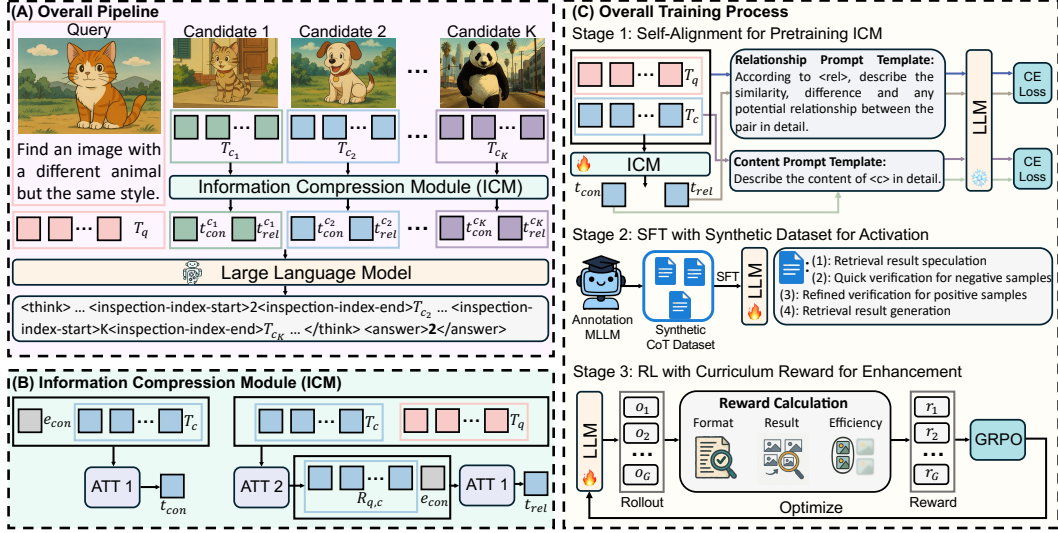 (A) Overall Pipeline
Query
Candidate 1
Candidate 2
Candidate K
...
Find an image with
a different animal
but the same style.
... T_{c_1}
... T_{c_2}
...
... T_{c_K}
Information Compression Module (ICM)
... T_q
t_{con}^{c_1} t_{rel}^{c_1}
t_{con}^{c_2} t_{rel}^{c_2}
...
t_{con}^{c_K} t_{rel}^{c_K}
Large Language Model
<think> ... <inspection-index-start>2<inspection-index-end>T_{c_2} ... <inspection-
index-start>K<inspection-index-end>T_{c_K} ... </think> <answer>2</answer>
(B) Information Compression Module (ICM)
e_{con} ... T_c
... T_c ... T_q
ATT 1
t_{con}
ATT 2
... R_{q,c} e_{con}
ATT 1
t_{rel}
(C) Overall Training Process
Stage 1: Self-Alignment for Pretraining ICM
... T_q
... T_c
ICM
t_{con} t_{rel}
Relationship Prompt Template:
According to <rel>, describe the
similarity, difference and any
potential relationship between the
pair in detail.
Content Prompt Template:
Describe the content of <c> in detail.
LLM
CE
Loss
CE
Loss
Stage 2: SFT with Synthetic Dataset for Activation
Annotation
MLLM
Synthetic
CoT Dataset
SFT
LLM
: (1): Retrieval result speculation
(2): Quick verification for negative samples
(3): Refined verification for positive samples
(4): Retrieval result generation
Stage 3: RL with Curriculum Reward for Enhancement
LLM
o_1
o_2
...
o_G
Rollout
Reward Calculation
Format Result Efficiency
r_1
r_2
...
r_G
Reward
GRPO
Optimize